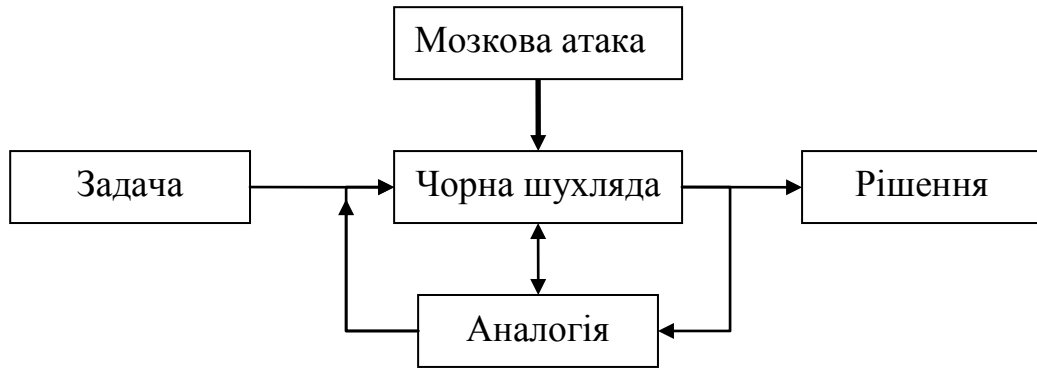 Мозкова атака
Задача
Чорна шухляда
Рішення
Аналогія